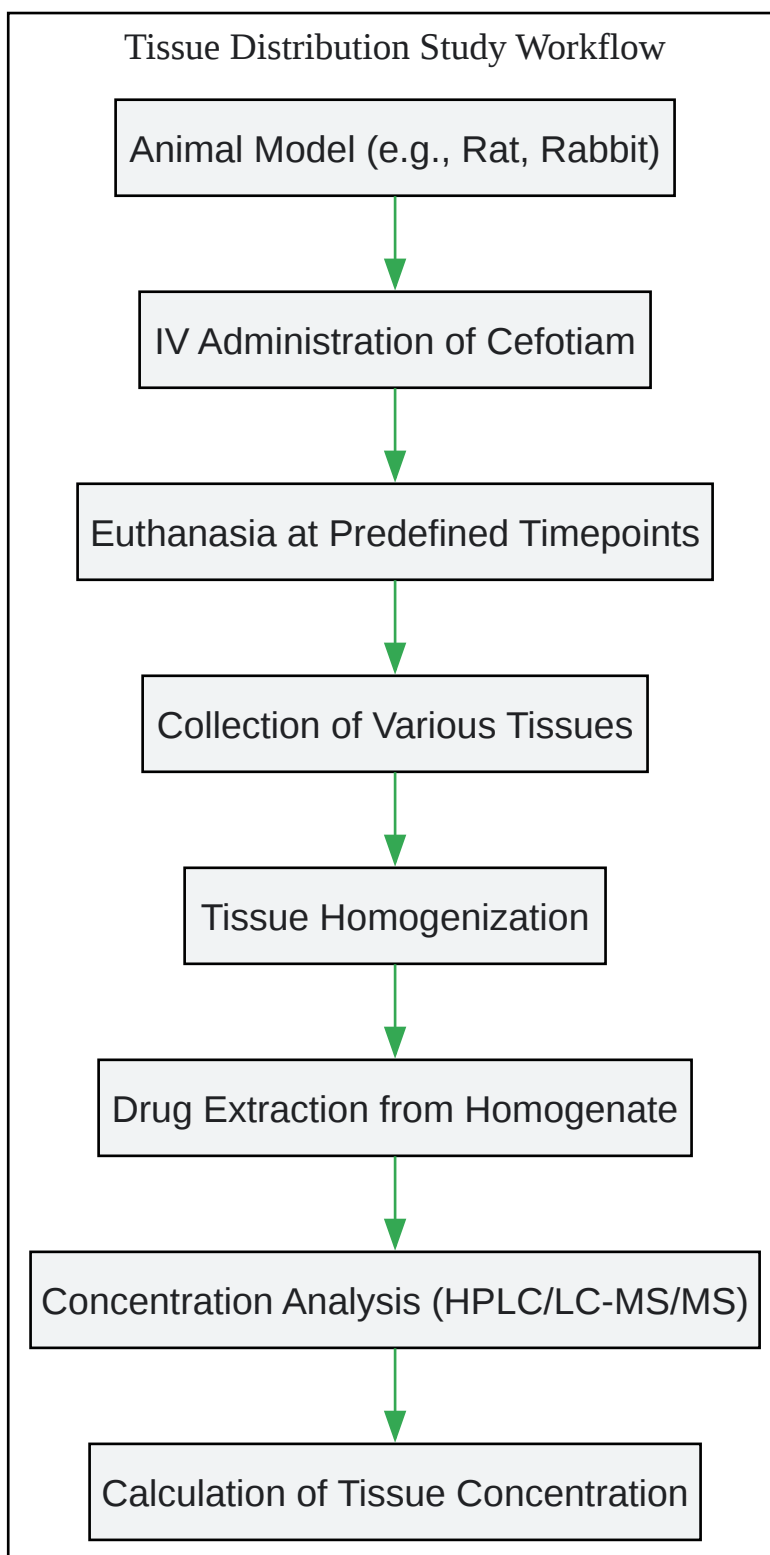 Tissue Distribution Study Workflow
Animal Model (e.g., Rat, Rabbit)
IV Administration of Cefotiam
Euthanasia at Predefined Timepoints
Collection of Various Tissues
Tissue Homogenization
Drug Extraction from Homogenate
Concentration Analysis (HPLC/LC-MS/MS)
Calculation of Tissue Concentration